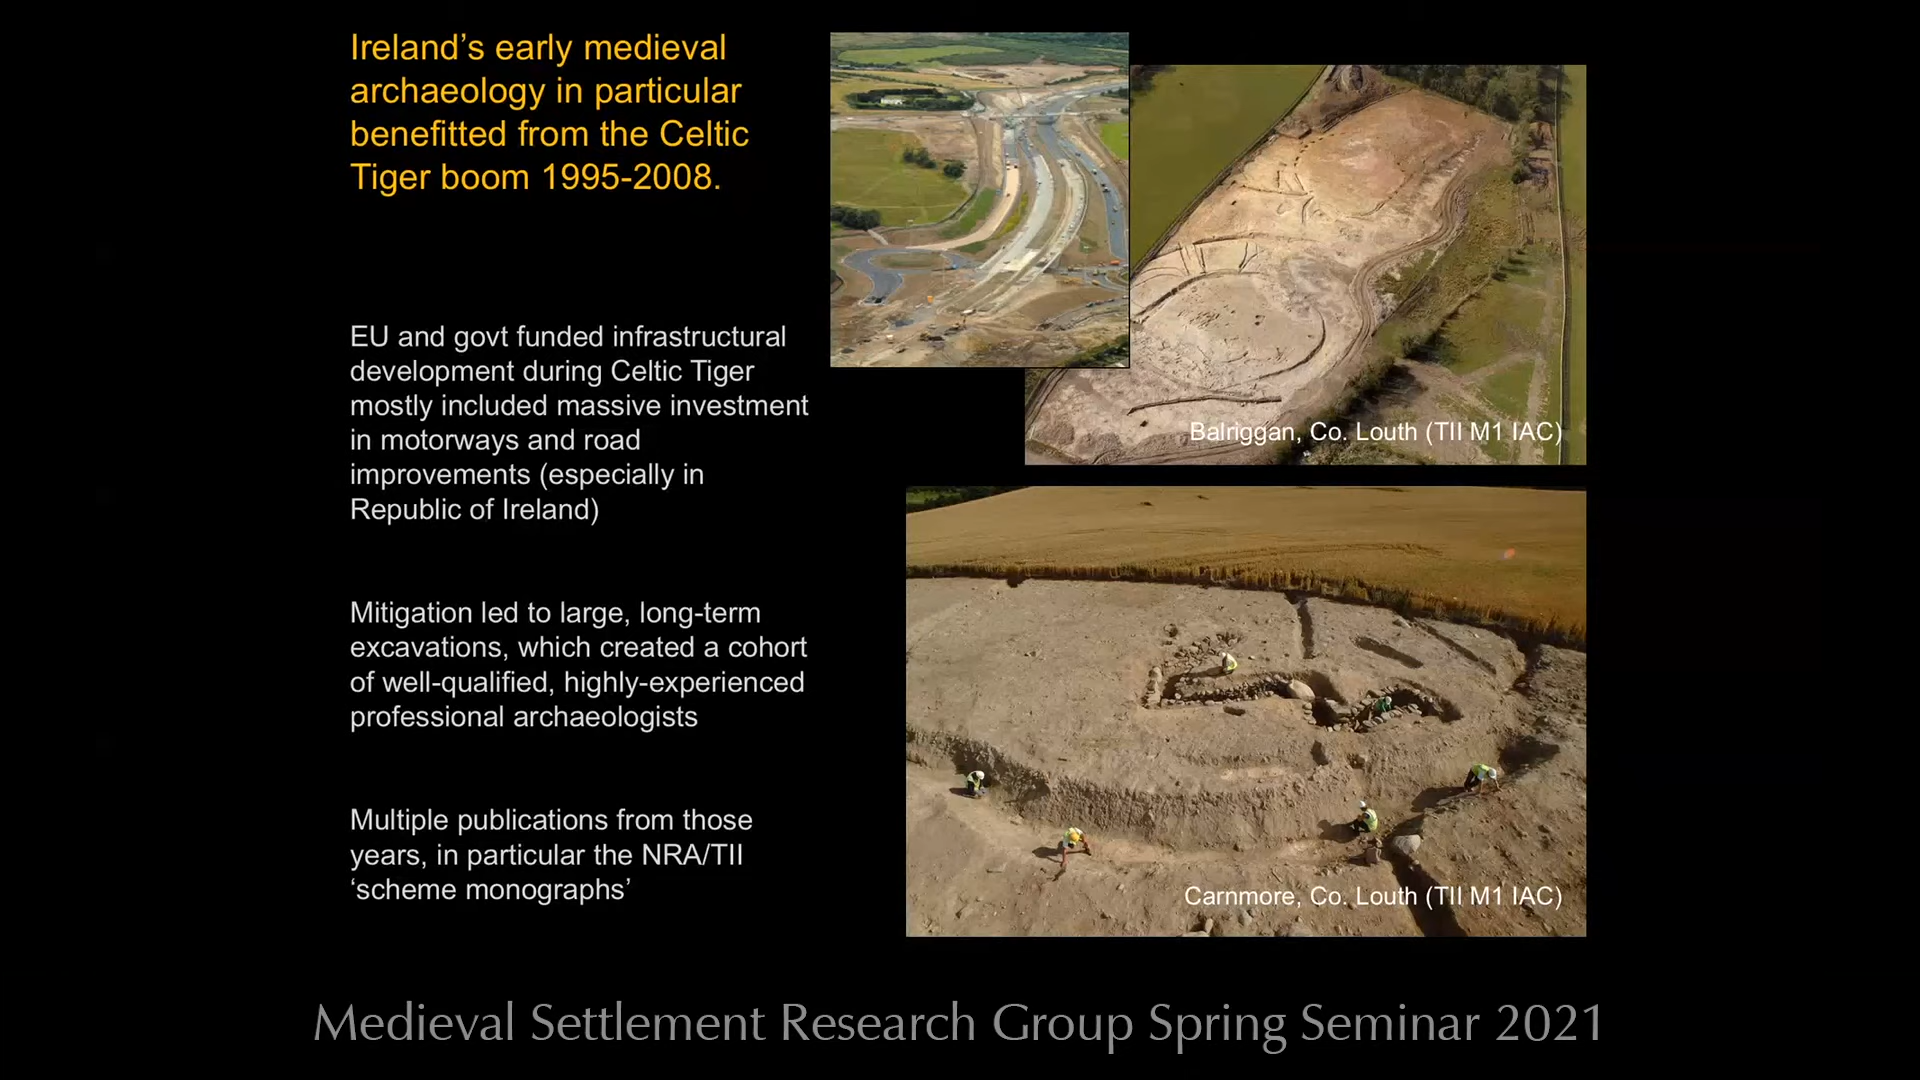 Ireland’s early medieval
archaeology in particular
benefitted from the Celtic
Tiger boom 1995-2008.
EU and govt funded infrastructural
development during Celtic Tiger
mostly included massive investment
in motorways and road
improvements (especially in
Republic of Ireland)
Mitigation led to large, long-term
excavations, which created a cohort
of well-qualified, highly-experienced
professional archaeologists
Multiple publications from those
years, in particular the NRA/TII
‘scheme monographs’
Balriggan, Co. Louth (TII M1 IAC)
Carnmore, Co. Louth (TII M1 IAC)
Medieval Settlement Research Group Spring Seminar 2021